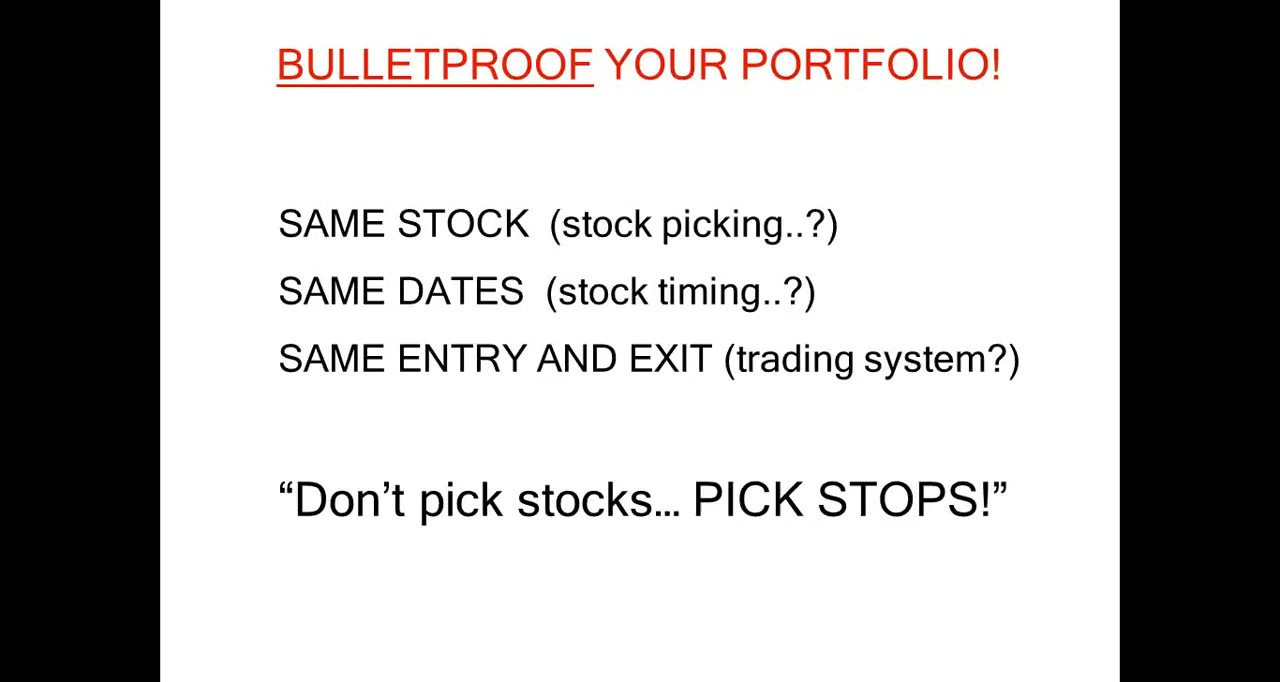 BULLETPROOF YOUR PORTFOLIO!
SAME STOCK (stock picking..?)
SAME DATES (stock timing..?)
SAME ENTRY AND EXIT (trading system?)
“Don’t pick stocks… PICK STOPS!”